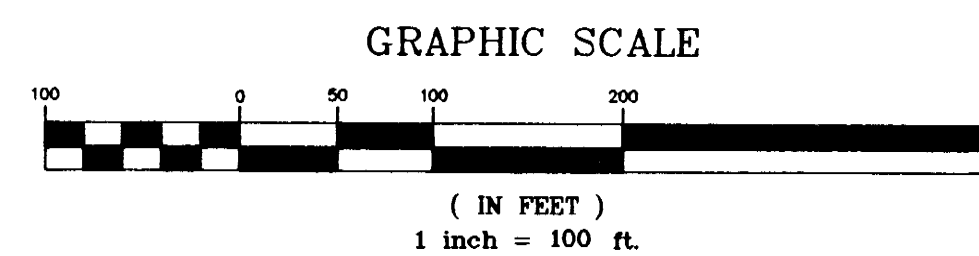 GRAPHIC SCALE
100 0 50 100 200
( IN FEET )
1 inch = 100 ft.